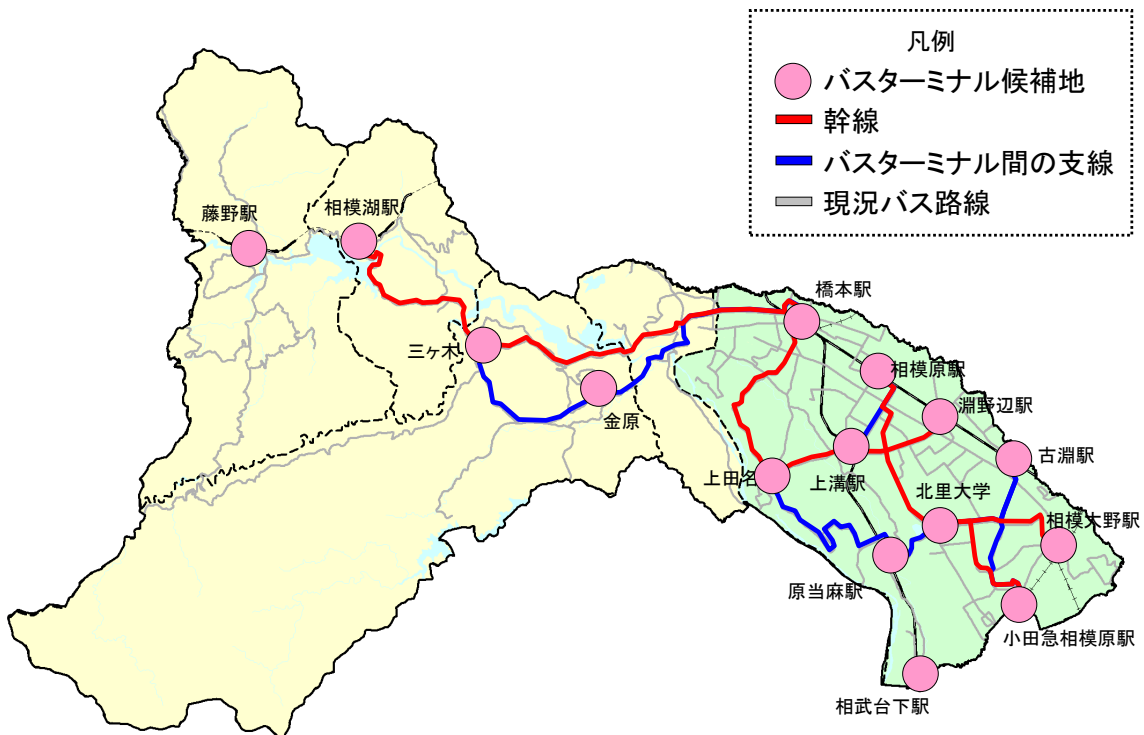 凡例
バスターミナル候補地
幹線
バスターミナル間の支線
現況バス路線
藤野駅
相模湖駅
橋本駅
三ヶ木
相模原駅
金原
淵野辺駅
古淵駅
上田名
上溝駅
北里大学
相模大野駅
原当麻駅
小田急相模原駅
相武台下駅